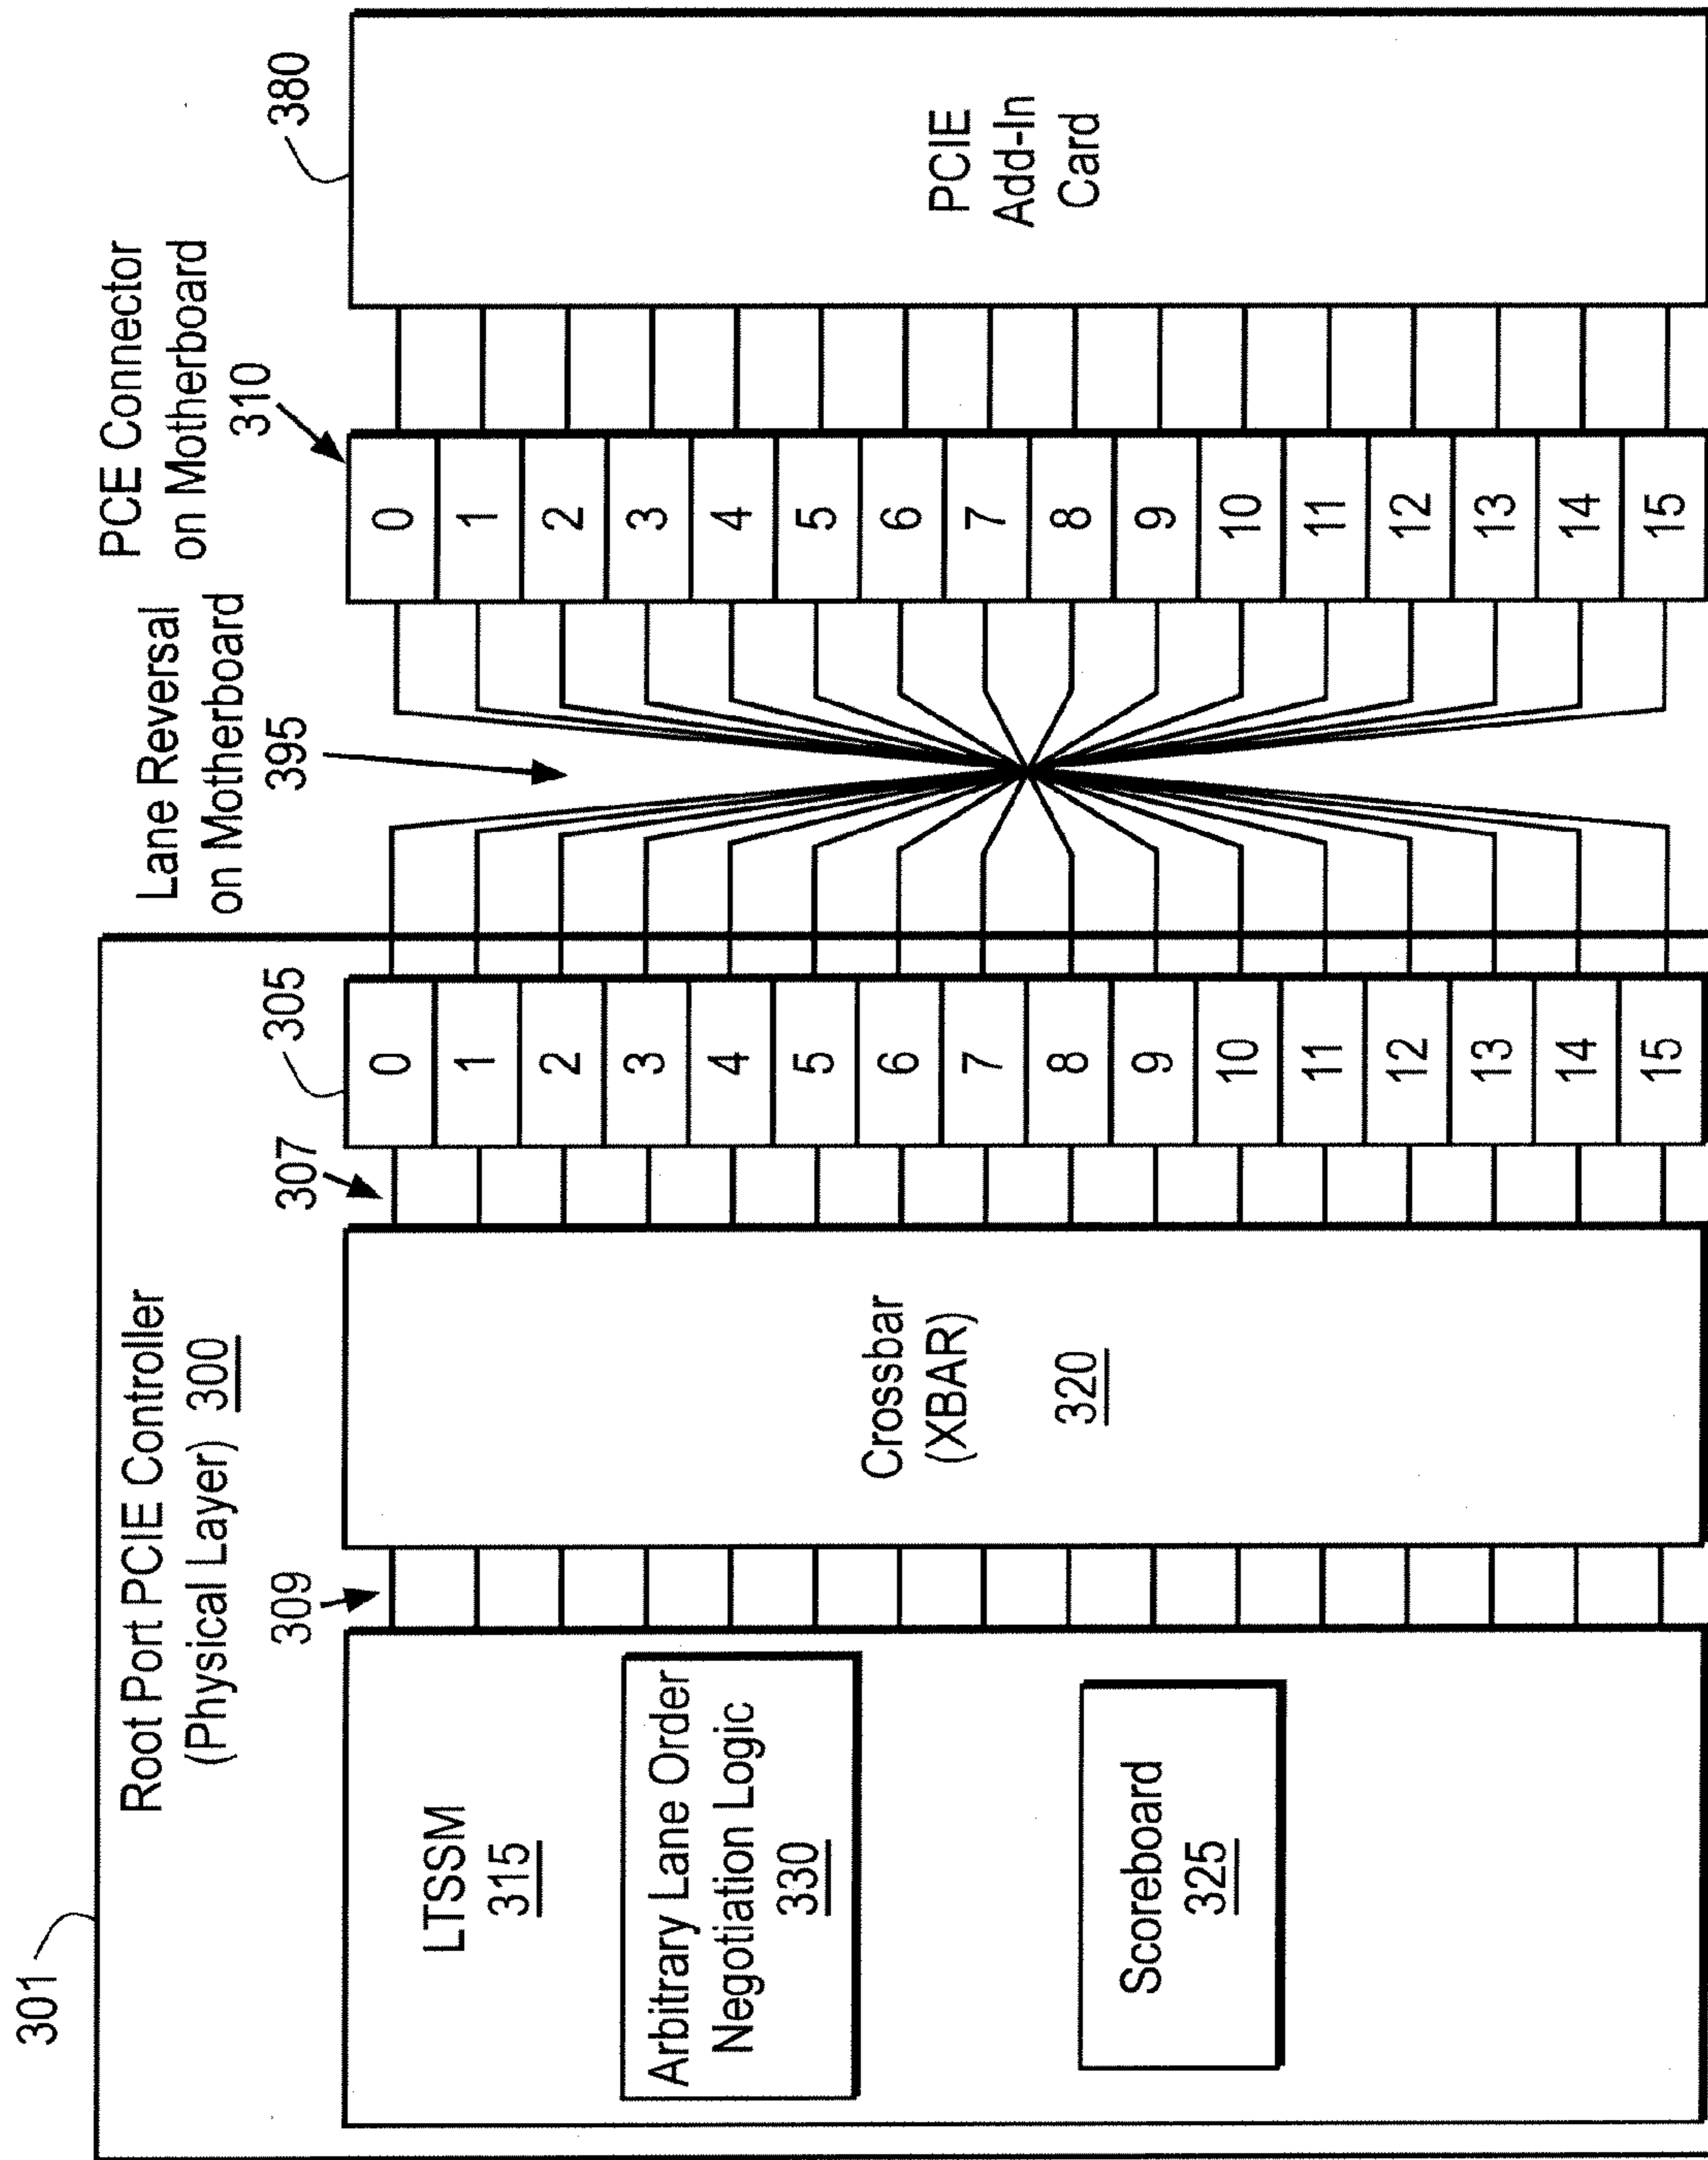 301
Root Port PCIE Controller
(Physical Layer) 300
LTSSM
315
Arbitrary Lane Order
Negotiation Logic
330
Scoreboard
325
309
Crossbar
(XBAR)
320
307
305
0
1
2
3
4
5
6
7
8
9
10
11
12
13
14
15
Lane Reversal
on Motherboard
395
PCE Connector
on Motherboard
310
0
1
2
3
4
5
6
7
8
9
10
11
12
13
14
15
380
PCIE
Add-In
Card